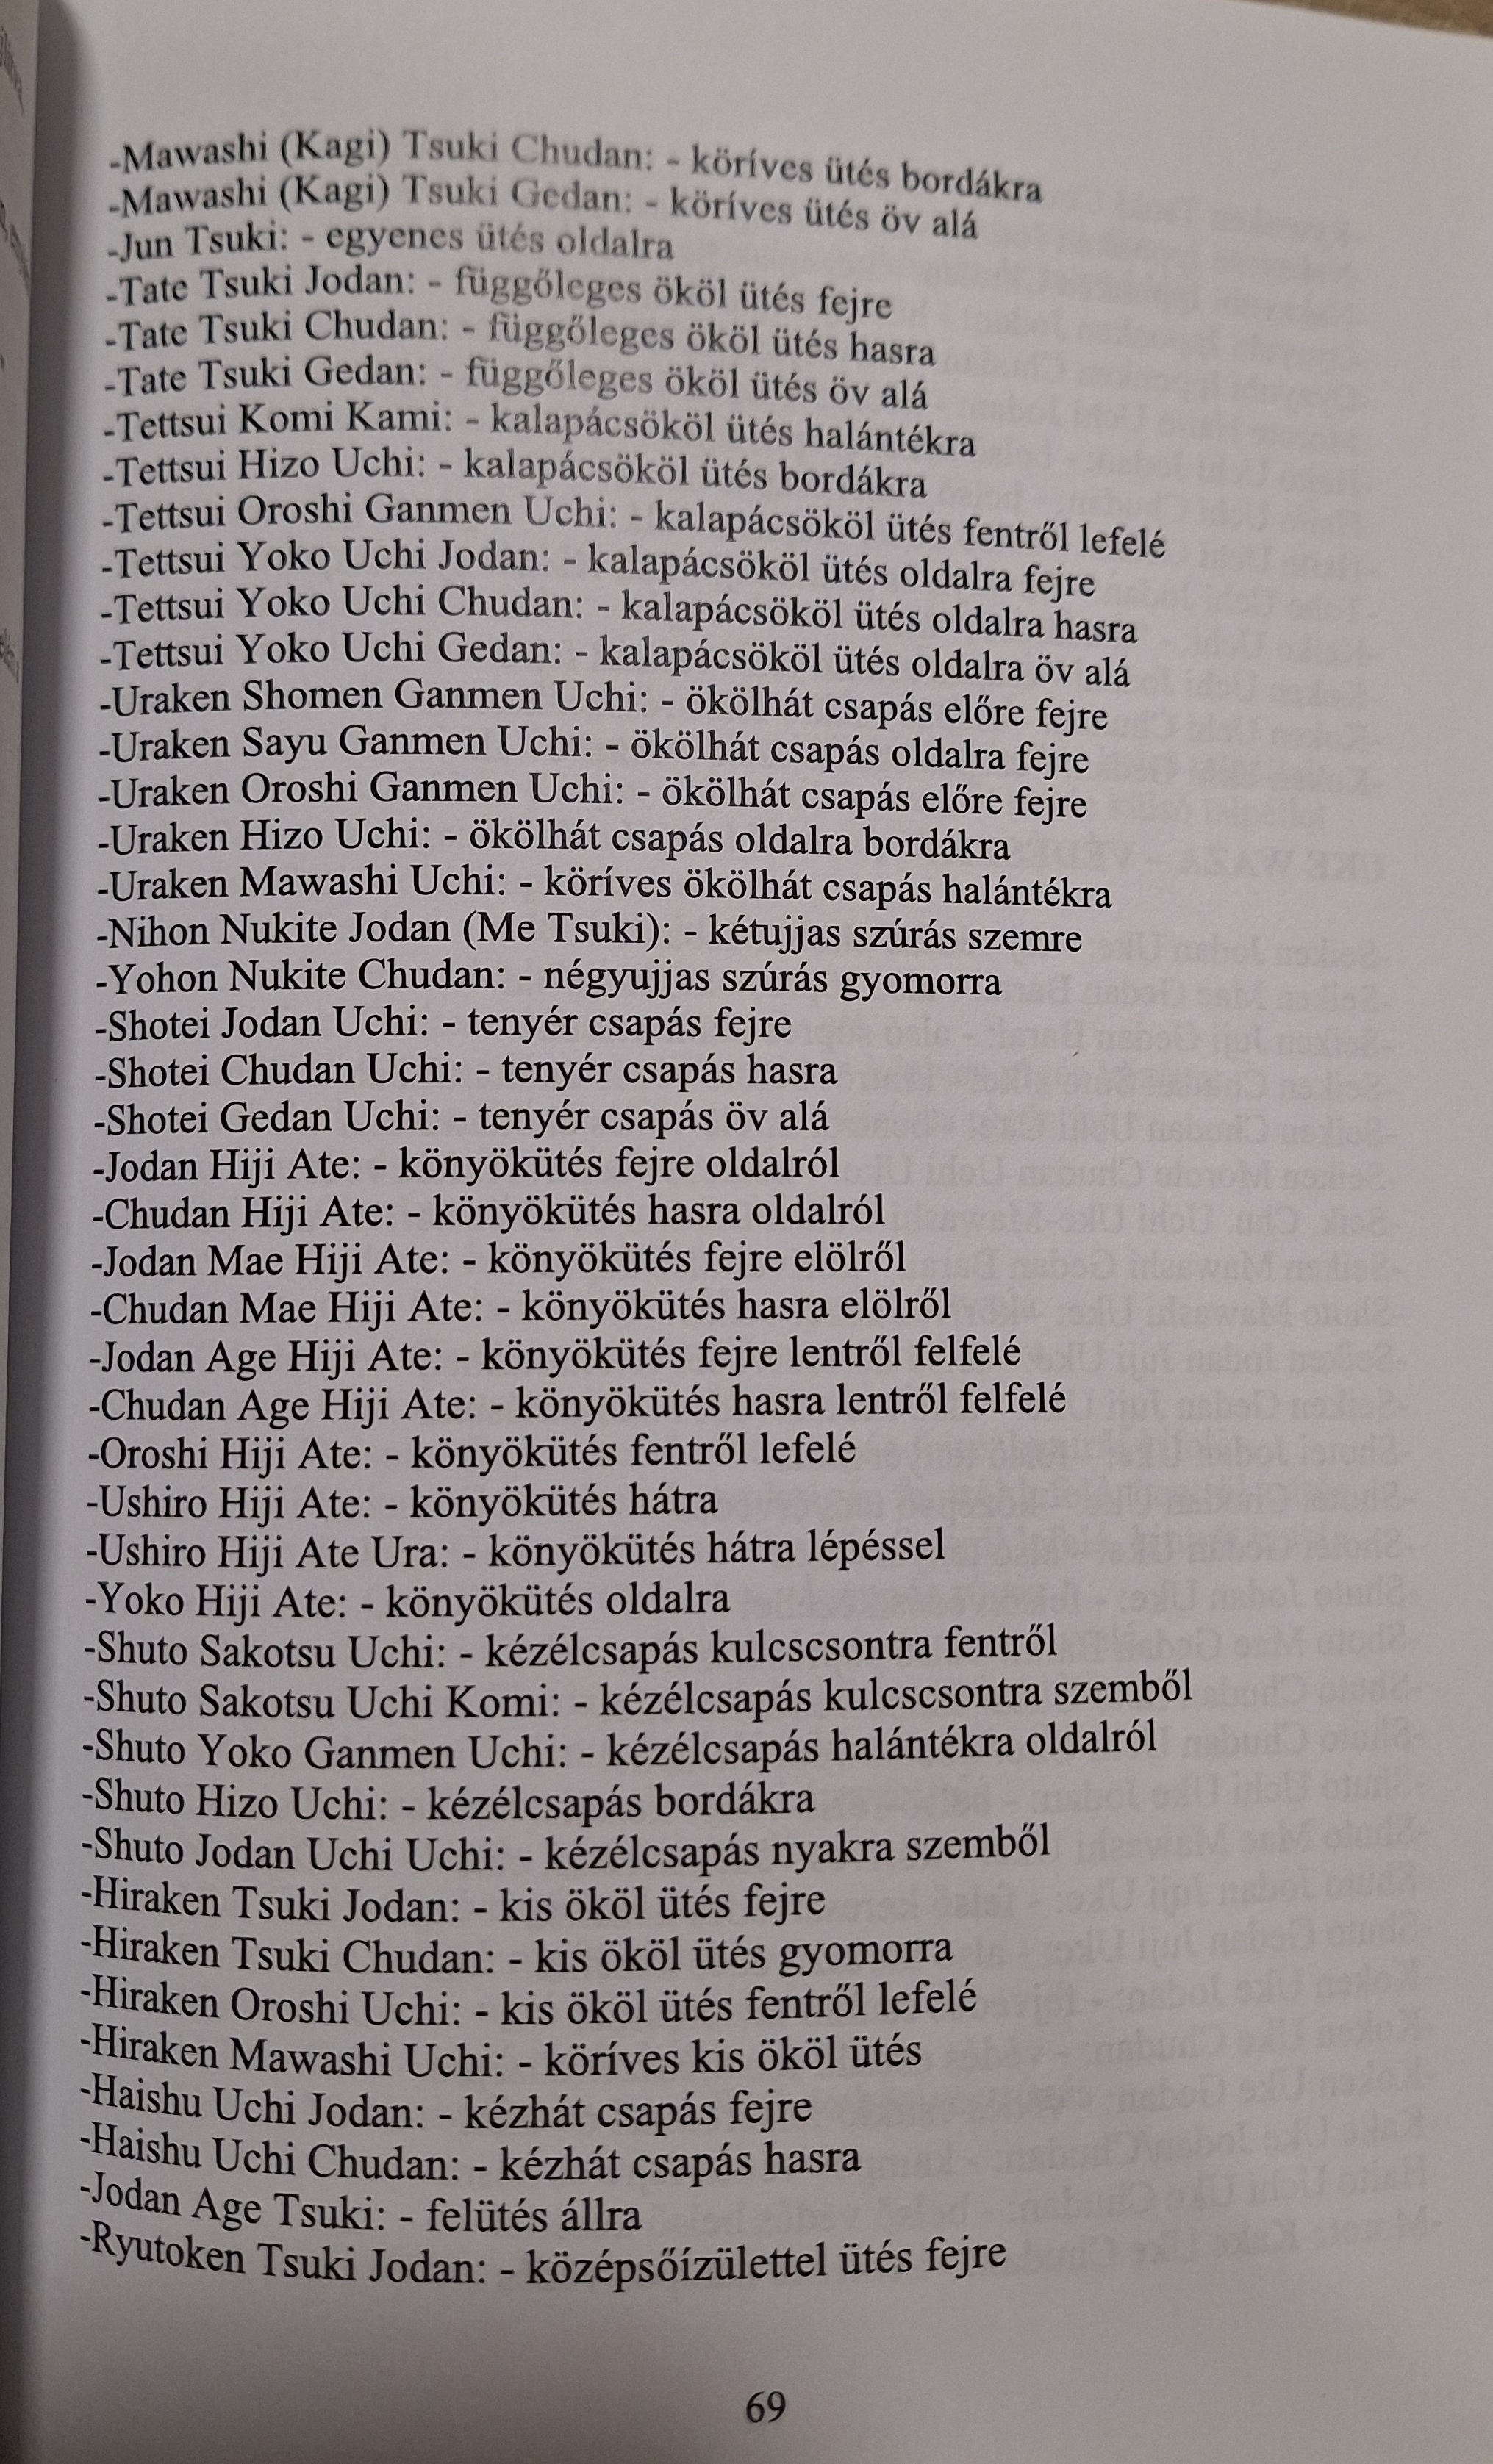 -Mawashi (Kagi) Tsuki Chudan: - köríves ütés bordákra
-Mawashi (Kagi) Tsuki Gedan: - köríves ütés öv alá
-Jun Tsuki: - egyenes ütés oldalra
-Tate Tsuki Jodan: - függőleges ököl ütés fejre
-Tate Tsuki Chudan: - függőleges ököl ütés hasra
-Tate Tsuki Gedan: - függőleges ököl ütés öv alá
-Tettsui Komi Kami: - kalapácsököl ütés halántékra
-Tettsui Hizo Uchi: - kalapácsököl ütés bordákra
-Tettsui Oroshi Ganmen Uchi: - kalapácsököl ütés fentről lefelé
-Tettsui Yoko Uchi Jodan: - kalapácsököl ütés oldalra fejre
-Tettsui Yoko Uchi Chudan: - kalapácsököl ütés oldalra hasra
-Tettsui Yoko Uchi Gedan: - kalapácsököl ütés oldalra öv alá
-Uraken Shomen Ganmen Uchi: - ökölhát csapás előre fejre
-Uraken Sayu Ganmen Uchi: - ökölhát csapás oldalra fejre
-Uraken Oroshi Ganmen Uchi: - ökölhát csapás előre fejre
-Uraken Hizo Uchi: - ökölhát csapás oldalra bordákra
-Uraken Mawashi Uchi: - köríves ökölhát csapás halántékra
-Nihon Nukite Jodan (Me Tsuki): - kétujjas szúrás szemre
-Yohon Nukite Chudan: - négyujjas szúrás gyomorra
-Shotei Jodan Uchi: - tenyér csapás fejre
-Shotei Chudan Uchi: - tenyér csapás hasra
-Shotei Gedan Uchi: - tenyér csapás öv alá
-Jodan Hiji Ate: - könyökütés fejre oldalról
-Chudan Hiji Ate: - könyökütés hasra oldalról
-Jodan Mae Hiji Ate: - könyökütés fejre elölről
-Chudan Mae Hiji Ate: - könyökütés hasra elölről
-Jodan Age Hiji Ate: - könyökütés fejre lentről felfelé
-Chudan Age Hiji Ate: - könyökütés hasra lentről felfelé
-Oroshi Hiji Ate: - könyökütés fentről lefelé
-Ushiro Hiji Ate: - könyökütés hátra
-Ushiro Hiji Ate Ura: - könyökütés hátra lépéssel
-Yoko Hiji Ate: - könyökütés oldalra
-Shuto Sakotsu Uchi: - kézélcsapás kulcscsontra fentről
-Shuto Sakotsu Uchi Komi: - kézélcsapás kulcscsontra szemből
-Shuto Yoko Ganmen Uchi: - kézélcsapás halántékra oldalról
-Shuto Hizo Uchi: - kézélcsapás bordákra
-Shuto Jodan Uchi Uchi: - kézélcsapás nyakra szemből
-Hiraken Tsuki Jodan: - kis ököl ütés fejre
-Hiraken Tsuki Chudan: - kis ököl ütés gyomorra
-Hiraken Oroshi Uchi: - kis ököl ütés fentről lefelé
-Hiraken Mawashi Uchi: - köríves kis ököl ütés
-Haishu Uchi Jodan: - kézhát csapás fejre
-Haishu Uchi Chudan: - kézhát csapás hasra
-Jodan Age Tsuki: - felütés állra
-Ryutoken Tsuki Jodan: - középsőízülettel ütés fejre
69